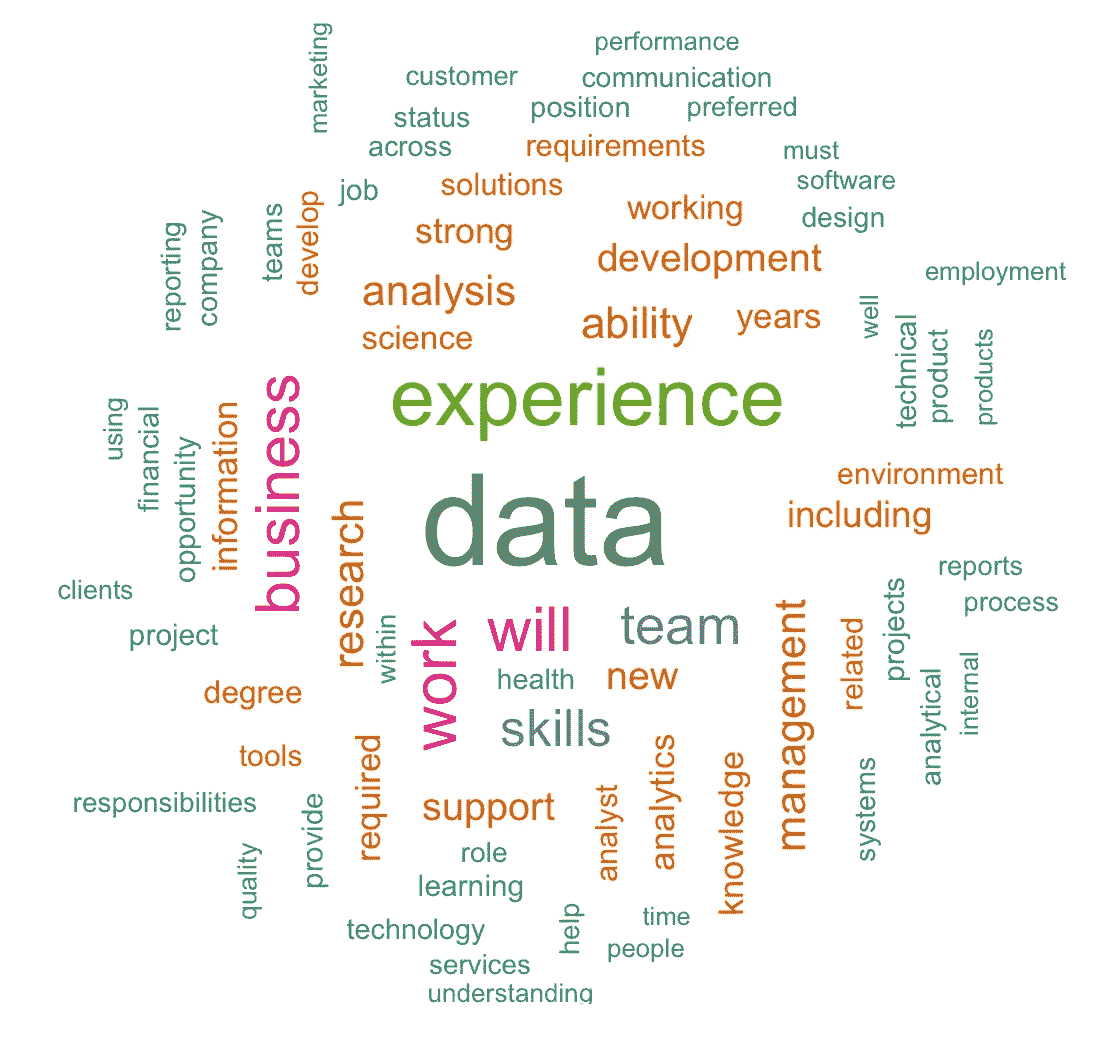 marketing
performance
customer
communication
status
position
preferred
across
requirements
must
job
solutions
software
develop
working
design
teams
strong
reporting
company
development
employment
analysis
ability
years
well
science
technical
product
products
experience
business
using
financial
opportunity
information
data
environment
including
research
clients
project
within
work
will
team
reports
process
projects
related
management
internal
analytical
degree
health
new
skills
tools
required
responsibilities
provide
support
analyst
analytics
knowledge
systems
quality
role
learning
technology
help
time
people
services
understanding